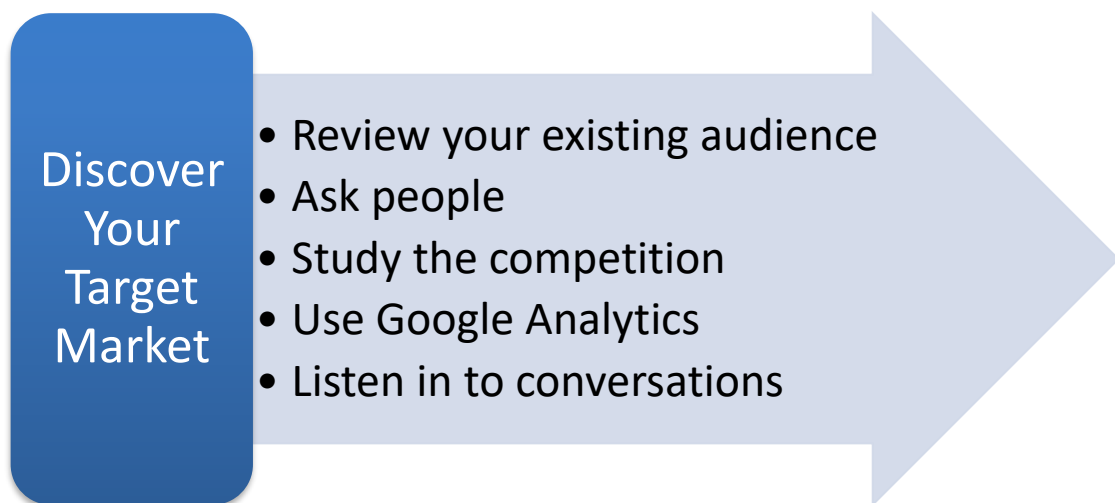 Discover
Your
Target
Market
• Review your existing audience
• Ask people
• Study the competition
• Use Google Analytics
• Listen in to conversations